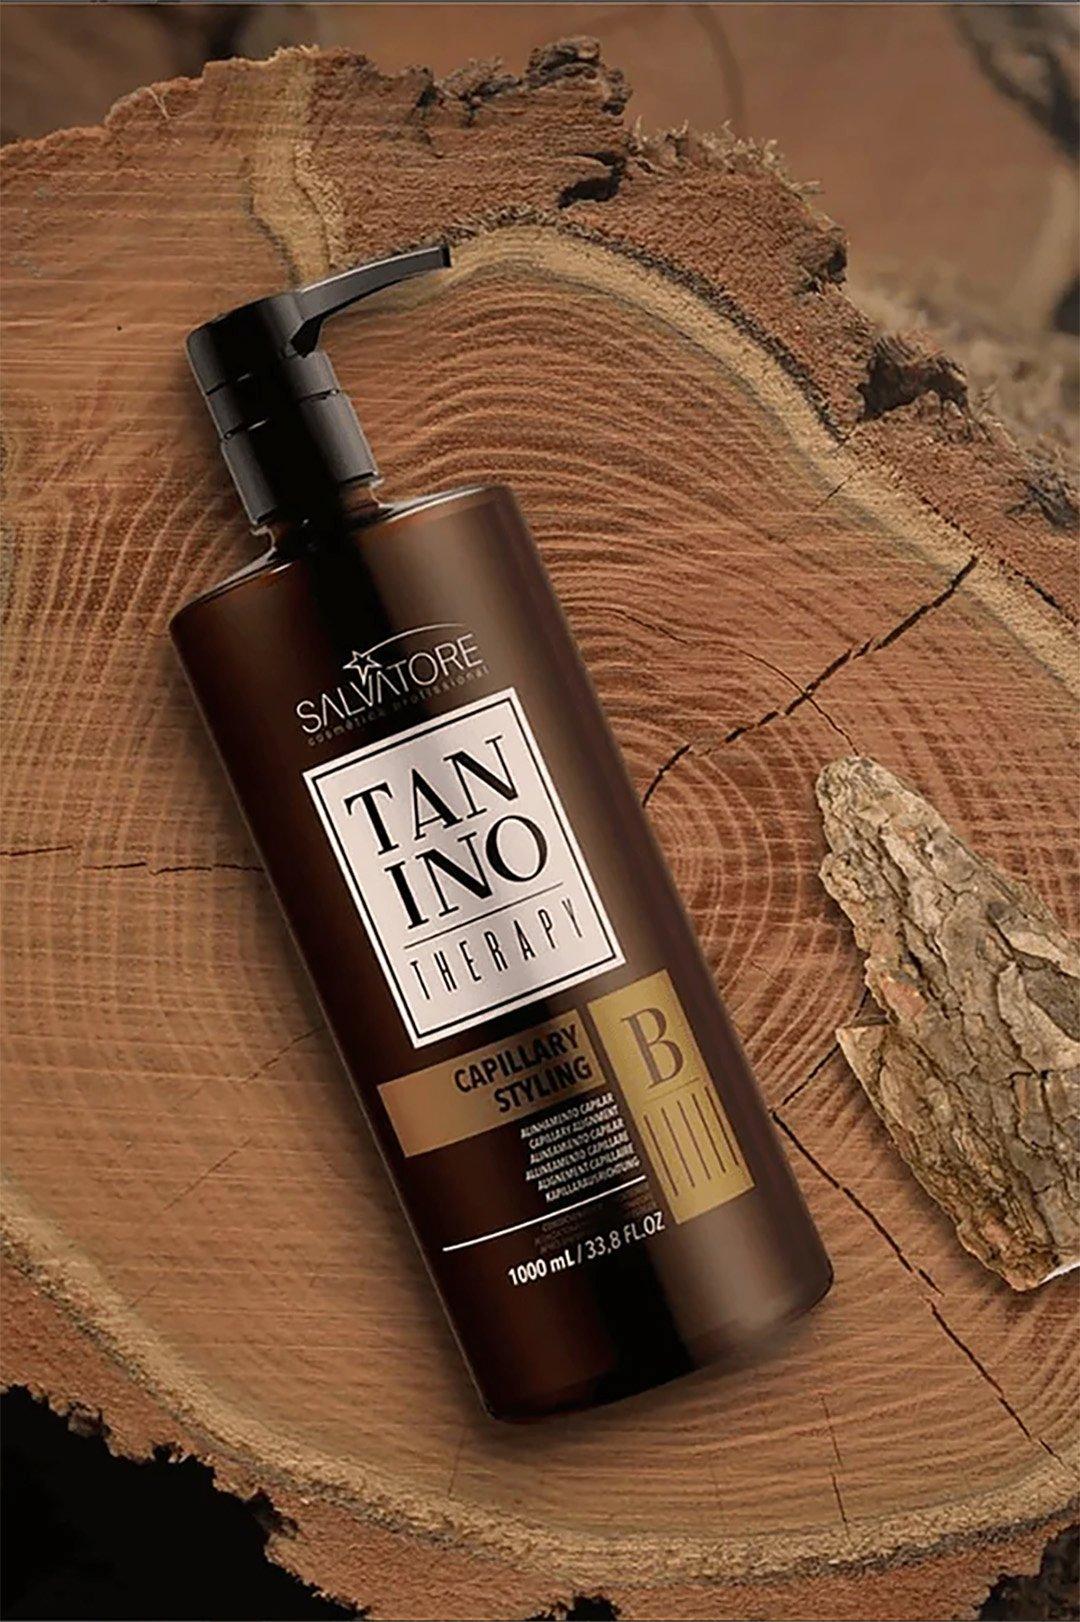 SALVATORE
cosmética profissional
TAN
INO
THERAPY
CAPILLARY
STYLING
B
ALINHAMENTO CAPILAR
CAPILLARY ALIGNMENT
ALINEAMIENTO CAPILAR
ALLINEAMENTO CAPILLARE
ALIGNEMENT CAPILLAIRE
KAPILLARAUSRICHTUNG
1000 mL / 33,8 FL.OZ